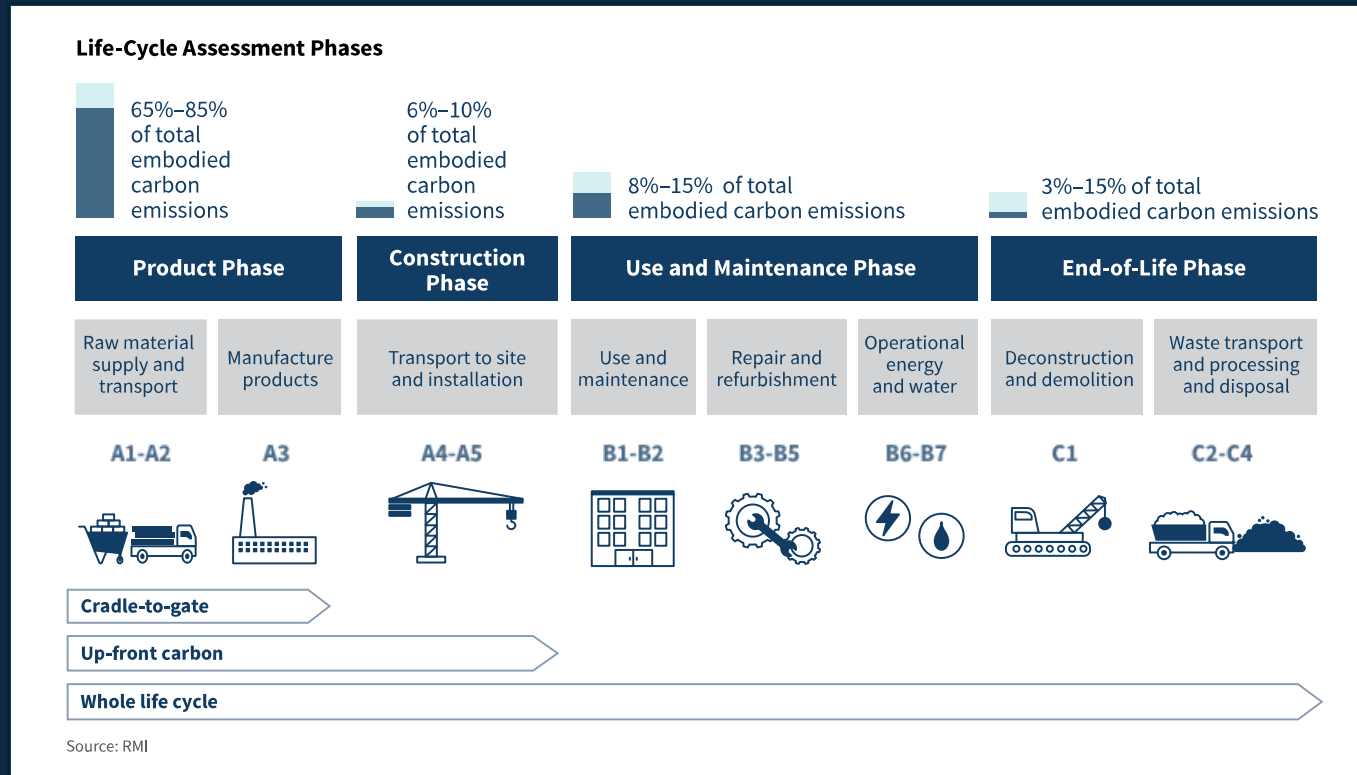 Life-Cycle Assessment Phases
65%–85%
of total
embodied
carbon
emissions
6%–10%
of total
embodied
carbon
emissions
8%–15% of total
embodied carbon emissions
3%–15% of total
embodied carbon emissions
Product Phase
Construction
Phase
Use and Maintenance Phase
End-of-Life Phase
Raw material
supply and
transport
Manufacture
products
Transport to site
and installation
Use and
maintenance
Repair and
refurbishment
Operational
energy
and water
Deconstruction
and demolition
Waste transport
and processing
and disposal
A1-A2
A3
A4-A5
B1-B2
B3-B5
B6-B7
C1
C2-C4
Cradle-to-gate
Up-front carbon
Whole life cycle
Source: RMI